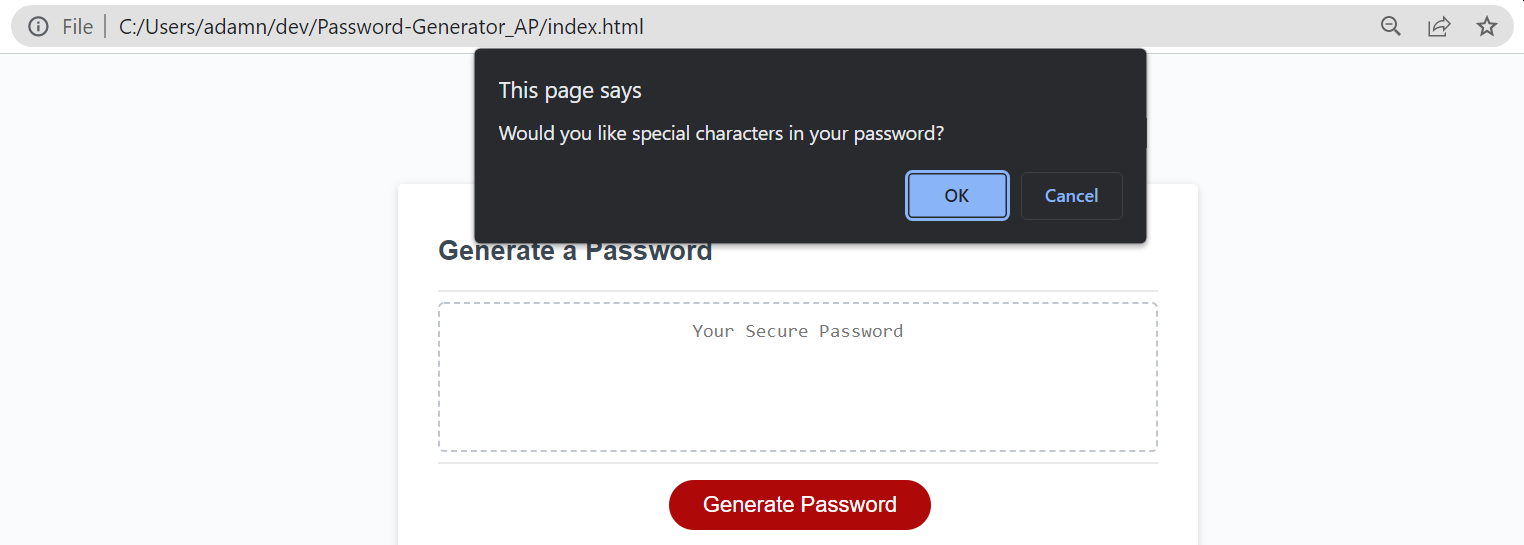 File C:/Users/adamn/dev/Password-Generator_AP/index.html
This page says
Would you like special characters in your password?
OK Cancel
Generate a Password
Your Secure Password
Generate Password